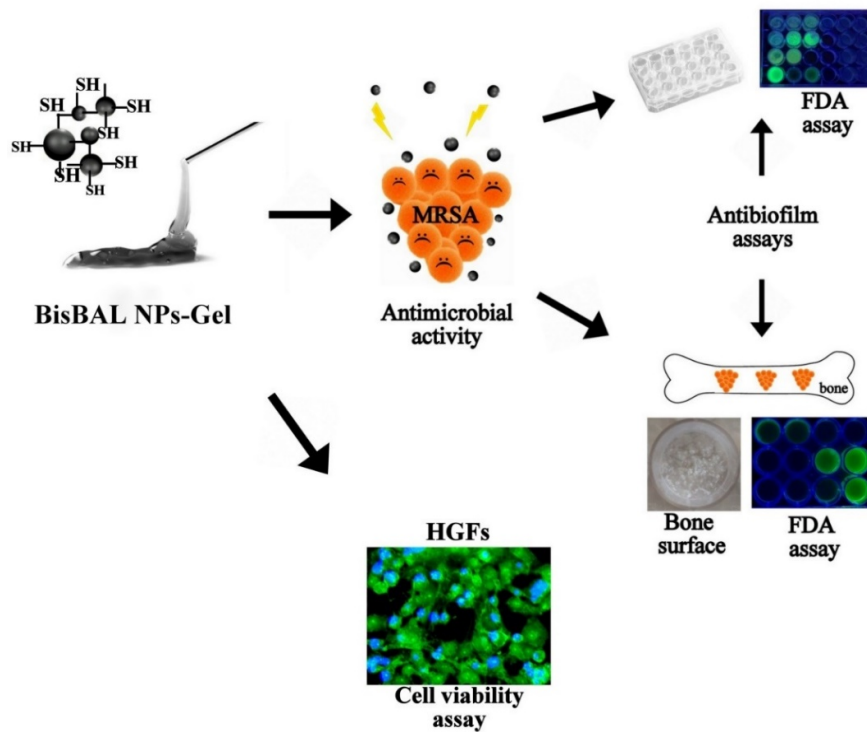 SH
SH
SH
SH
SH
SH
SH
SH
BisBAL NPs-Gel
MRSA
Antimicrobial
activity
FDA
assay
Antibiofilm
assays
bone
Bone
surface
FDA
assay
HGFs
Cell viability
assay